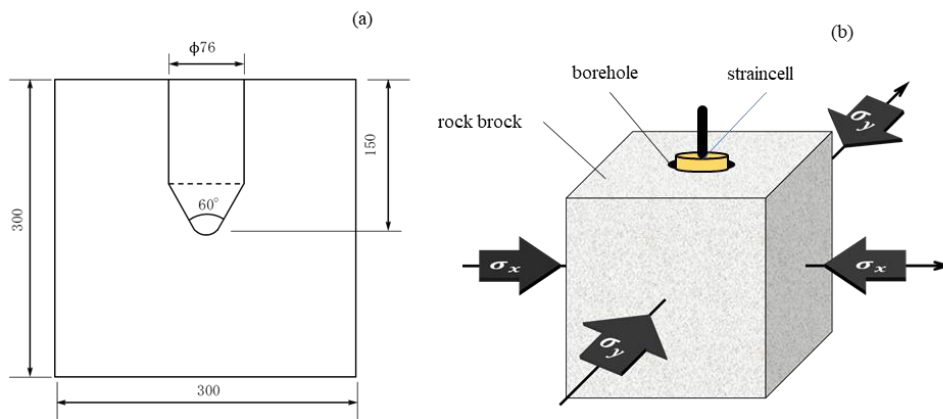 (a)
ϕ76
150
60°
300
300
(b)
borehole
straincell
rock brock
σy
σx
σx
σy